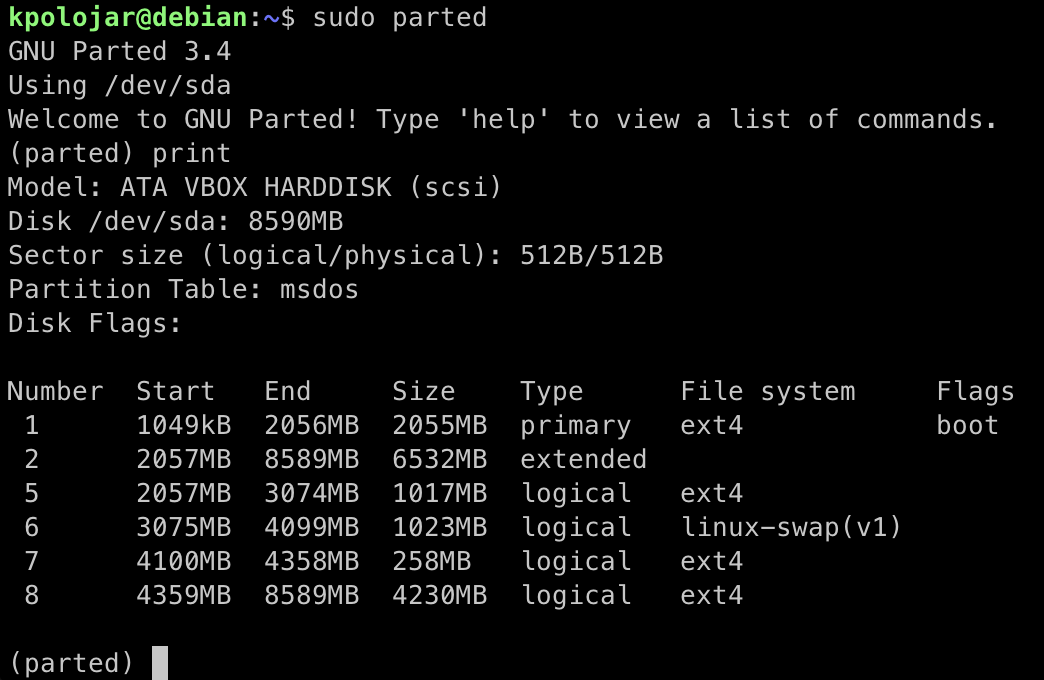 kpolojar@debian:~$ sudo parted
GNU Parted 3.4
Using /dev/sda
Welcome to GNU Parted! Type 'help' to view a list of commands.
(parted) print
Model: ATA VBOX HARDDISK (scsi)
Disk /dev/sda: 8590MB
Sector size (logical/physical): 512B/512B
Partition Table: msdos
Disk Flags:

Number  Start   End     Size    Type      File system     Flags
 1      1049kB  2056MB  2055MB  primary   ext4            boot
 2      2057MB  8589MB  6532MB  extended
 5      2057MB  3074MB  1017MB  logical   ext4
 6      3075MB  4099MB  1023MB  logical   linux-swap(v1)
 7      4100MB  4358MB  258MB   logical   ext4
 8      4359MB  8589MB  4230MB  logical   ext4

(parted)